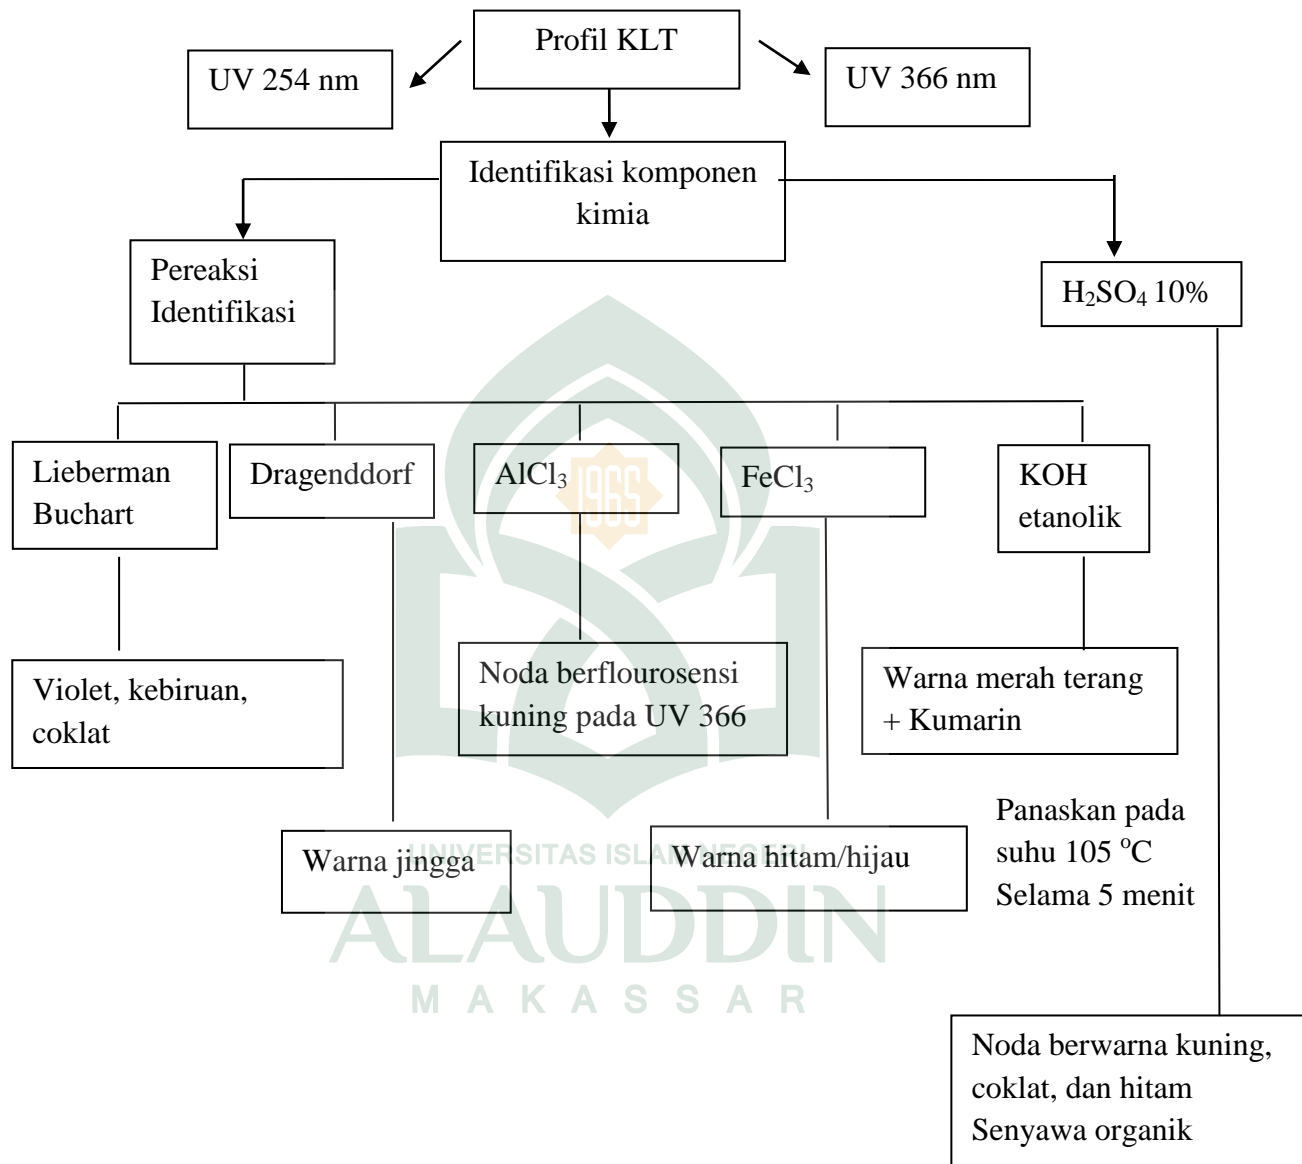 Profil KLT
UV 254 nm
UV 366 nm
Identifikasi komponen
kimia
Pereaksi
Identifikasi
H₂SO₄ 10%
Lieberman
Buchart
Dragenddorf
AlCl₃
FeCl₃
KOH
etanolik
1965
Violet, kebiruan,
coklat
Noda berflourosensi
kuning pada UV 366
Warna merah terang
+ Kumarin
Panaskan pada
suhu 105 °C
Selama 5 menit
Warna jingga
Warna hitam/hijau
UNIVERSITAS ISLAM NEGERI
ALAUDDIN
MAKASSAR
Noda berwarna kuning,
coklat, dan hitam
Senyawa organik